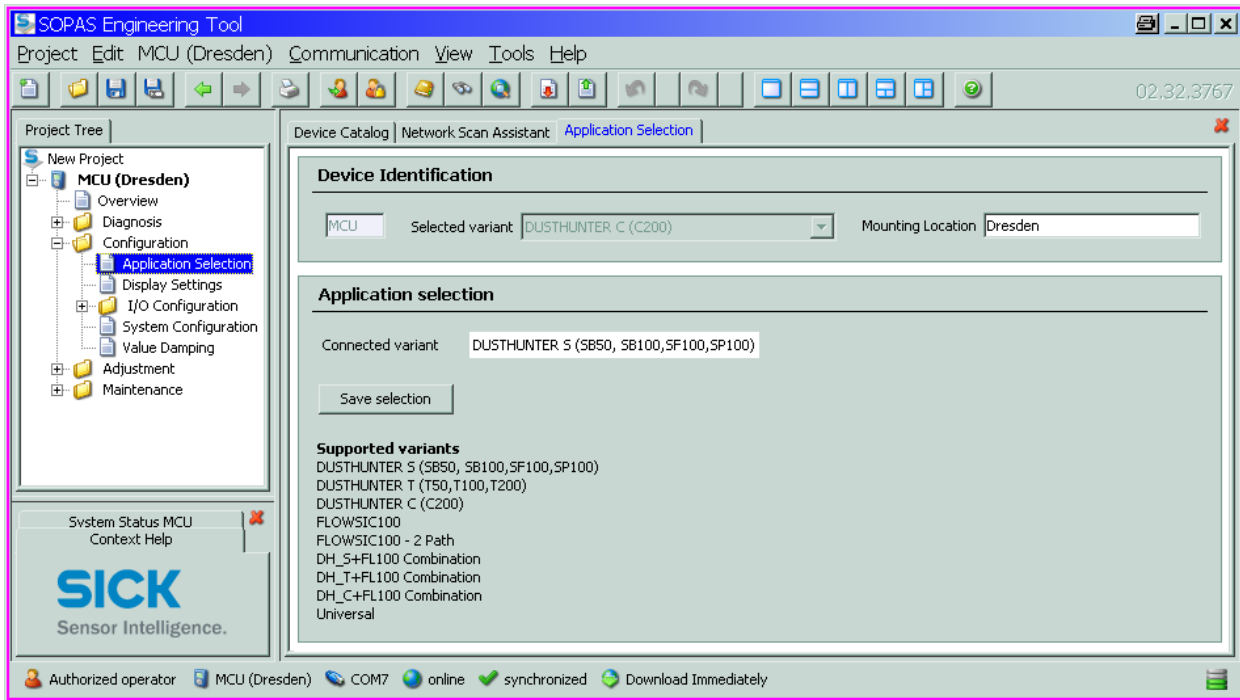 SOPAS Engineering Tool
Project Edit MCU (Dresden) Communication View Tools Help
02.32.3767
Project Tree
New Project
MCU (Dresden)
Overview
Diagnosis
Configuration
Application Selection
Display Settings
I/O Configuration
System Configuration
Value Damping
Adjustment
Maintenance
System Status MCU
Context Help
SICK
Sensor Intelligence.
Device Catalog Network Scan Assistant Application Selection
Device Identification
MCU Selected variant DUSTHUNTER C (C200) Mounting Location Dresden
Application selection
Connected variant DUSTHUNTER S (SB50, SB100,SF100,SP100)
Save selection
Supported variants
DUSTHUNTER S (SB50, SB100,SF100,SP100)
DUSTHUNTER T (T50,T100,T200)
DUSTHUNTER C (C200)
FLOWSIC100
FLOWSIC100 - 2 Path
DH_S+FL100 Combination
DH_T+FL100 Combination
DH_C+FL100 Combination
Universal
Authorized operator MCU (Dresden) COM7 online synchronized Download Immediately